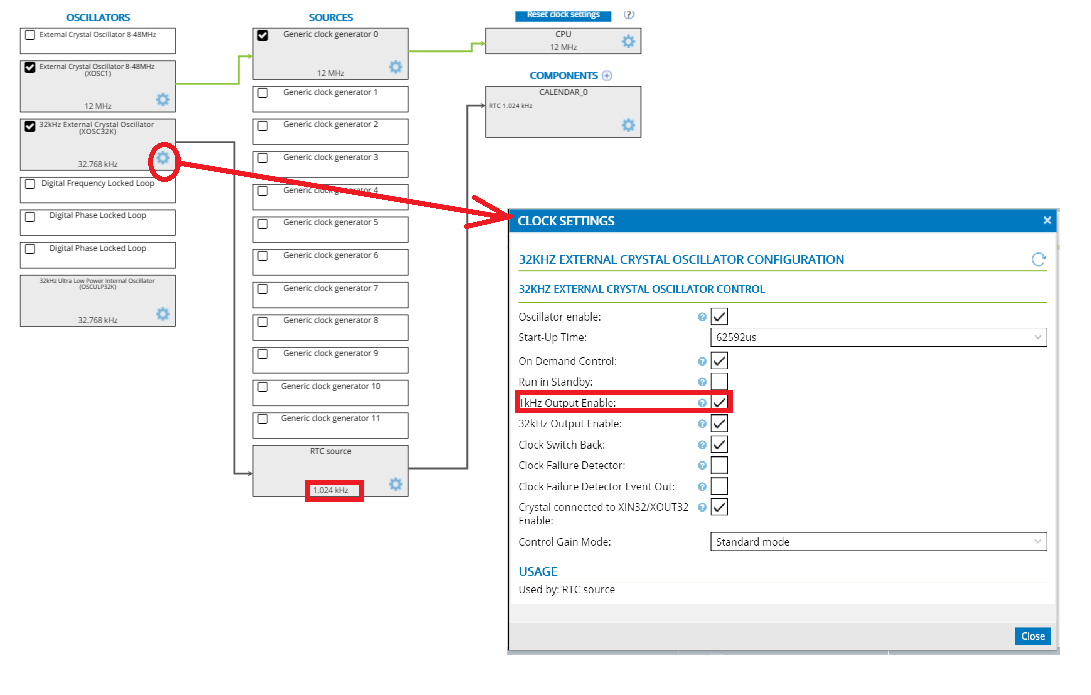 OSCILLATORS
External Crystal Oscillator 8-48MHz
External Crystal Oscillator 8-48MHz
(XOSC1)
12 MHz
32kHz External Crystal Oscillator
(XOSC32K)
32.768 kHz
Digital Frequency Locked Loop
Digital Phase Locked Loop
Digital Phase Locked Loop
32kHz Ultra Low Power Internal Oscillator
(OSCULP32K)
32.768 kHz
SOURCES
Generic clock generator 0
12 MHz
Generic clock generator 1
Generic clock generator 2
Generic clock generator 3
Generic clock generator 4
Generic clock generator 5
Generic clock generator 6
Generic clock generator 7
Generic clock generator 8
Generic clock generator 9
Generic clock generator 10
Generic clock generator 11
RTC source
1.024 kHz
Reset clock settings
CPU
12 MHz
COMPONENTS
CALENDAR_0
RTC 1.024 kHz
CLOCK SETTINGS
32KHZ EXTERNAL CRYSTAL OSCILLATOR CONFIGURATION
32KHZ EXTERNAL CRYSTAL OSCILLATOR CONTROL
Oscillator enable:
Start-Up Time: 62592us
On Demand Control:
Run in Standby:
1kHz Output Enable:
32kHz Output Enable:
Clock Switch Back:
Clock Failure Detector:
Clock Failure Detector Event Out:
Crystal connected to XIN32/XOUT32
Enable:
Control Gain Mode: Standard mode
USAGE
Used by: RTC source
Close